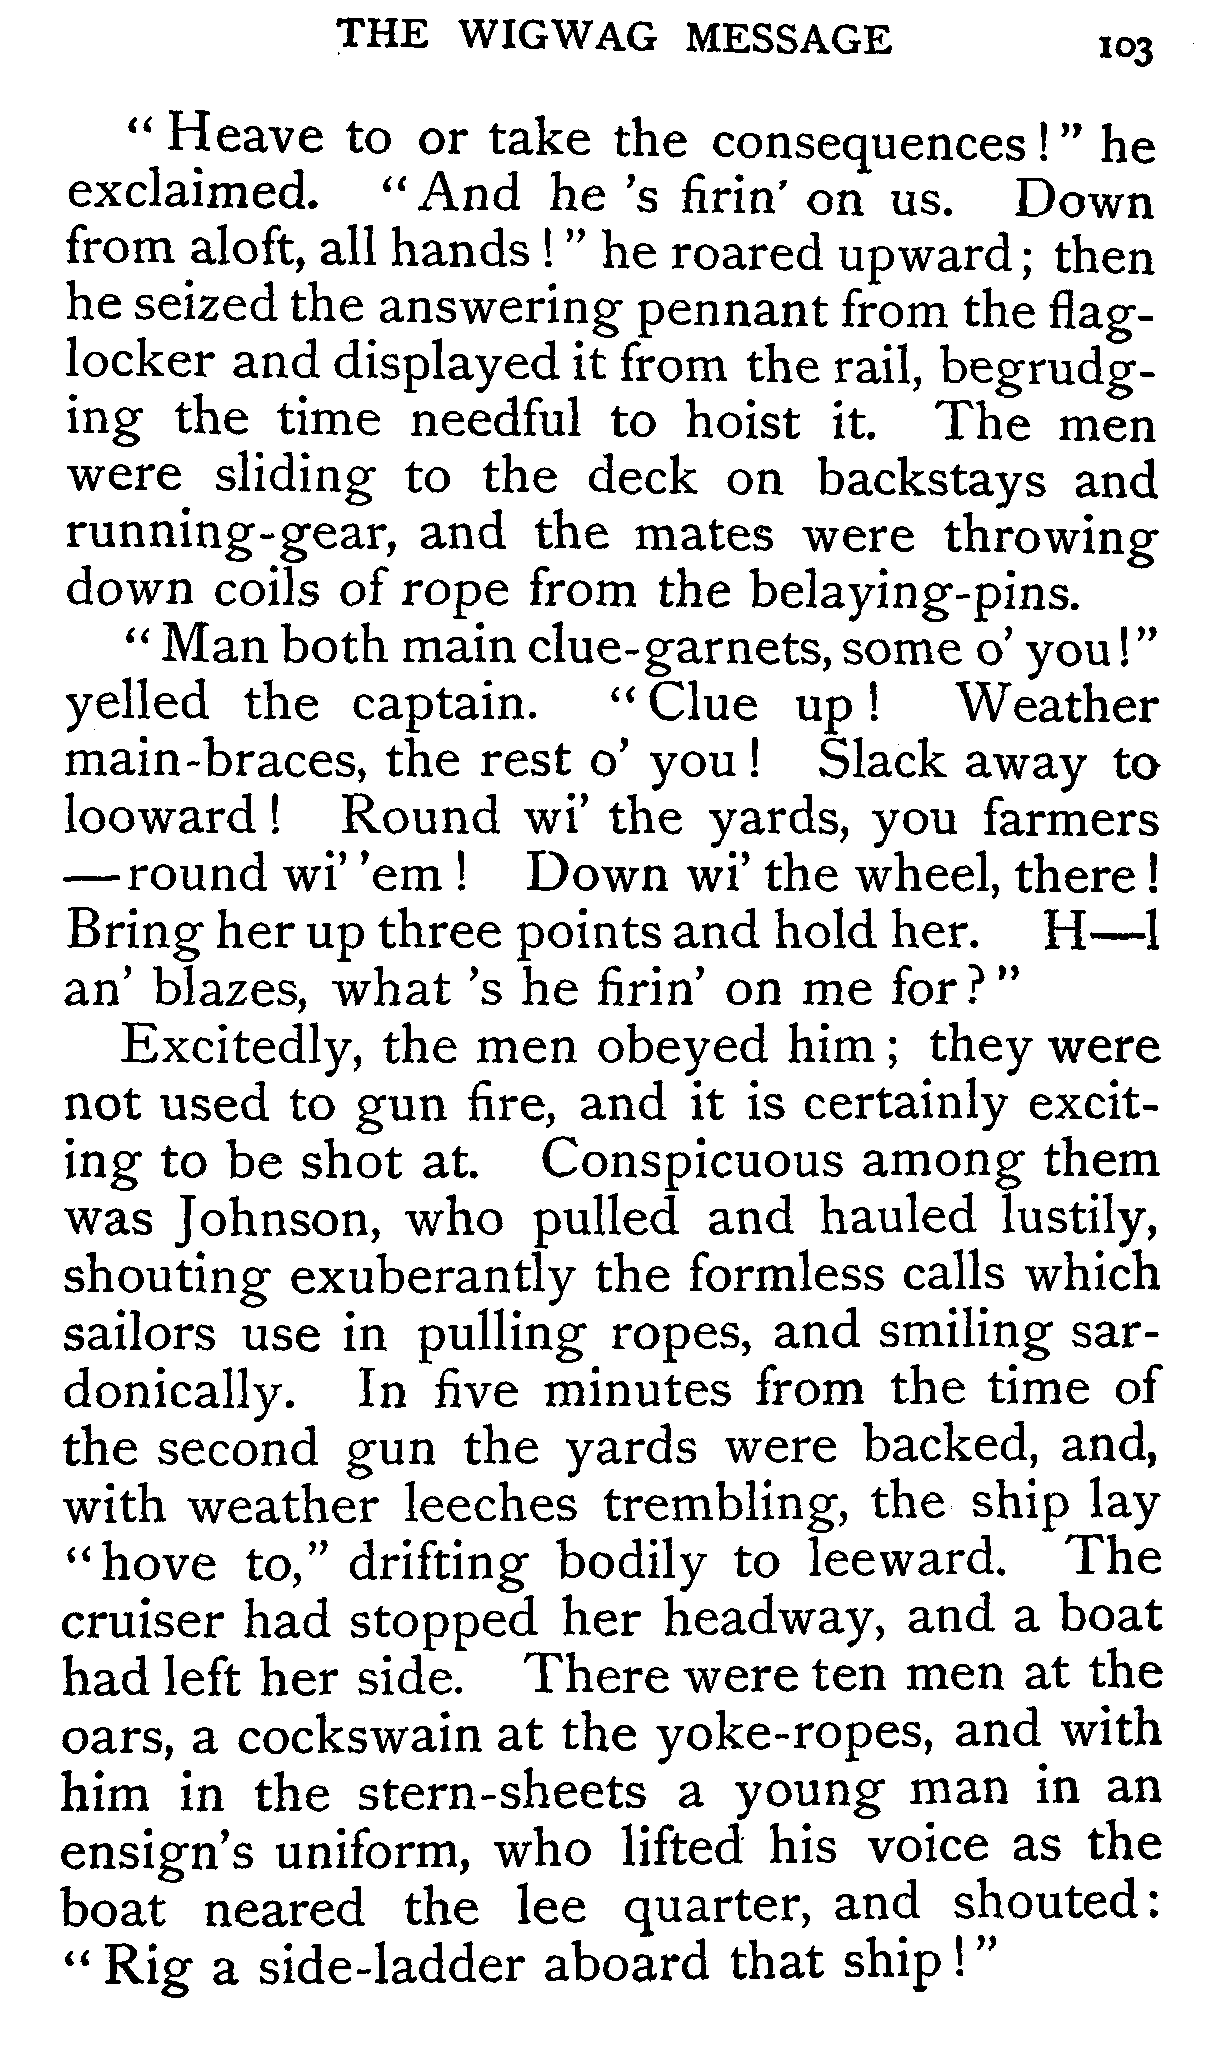 THE WIGWAG MESSAGE 103
"Heave to or take the consequences!" he
exclaimed. "And he 's firin' on us. Down
from aloft, all hands!" he roared upward; then
he seized the answering pennant from the flag-
locker and displayed it from the rail, begrudg-
ing the time needful to hoist it. The men
were sliding to the deck on backstays and
running-gear, and the mates were throwing
down coils of rope from the belaying-pins.
"Man both main clue-garnets, some o' you!"
yelled the captain. "Clue up! Weather
main-braces, the rest o' you! Slack away to
looward! Round wi' the yards, you farmers
—round wi' 'em! Down wi' the wheel, there!
Bring her up three points and hold her. H—l
an' blazes, what 's he firin' on me for?"
Excitedly, the men obeyed him; they were
not used to gun fire, and it is certainly excit-
ing to be shot at. Conspicuous among them
was Johnson, who pulled and hauled lustily,
shouting exuberantly the formless calls which
sailors use in pulling ropes, and smiling sar-
donically. In five minutes from the time of
the second gun the yards were backed, and,
with weather leeches trembling, the ship lay
"hove to," drifting bodily to leeward. The
cruiser had stopped her headway, and a boat
had left her side. There were ten men at the
oars, a cockswain at the yoke-ropes, and with
him in the stern-sheets a young man in an
ensign's uniform, who lifted his voice as the
boat neared the lee quarter, and shouted:
"Rig a side-ladder aboard that ship!"